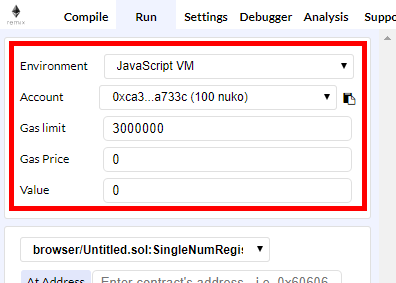 remix
Compile Run Settings Debugger Analysis Suppo
Environment JavaScript VM
Account 0xca3...a733c (100 nuko)
Gas limit 3000000
Gas Price 0
Value 0
browser/Untitled.sol:SingleNumRegis
At Address Enter contract's address - i.e. 0x60606